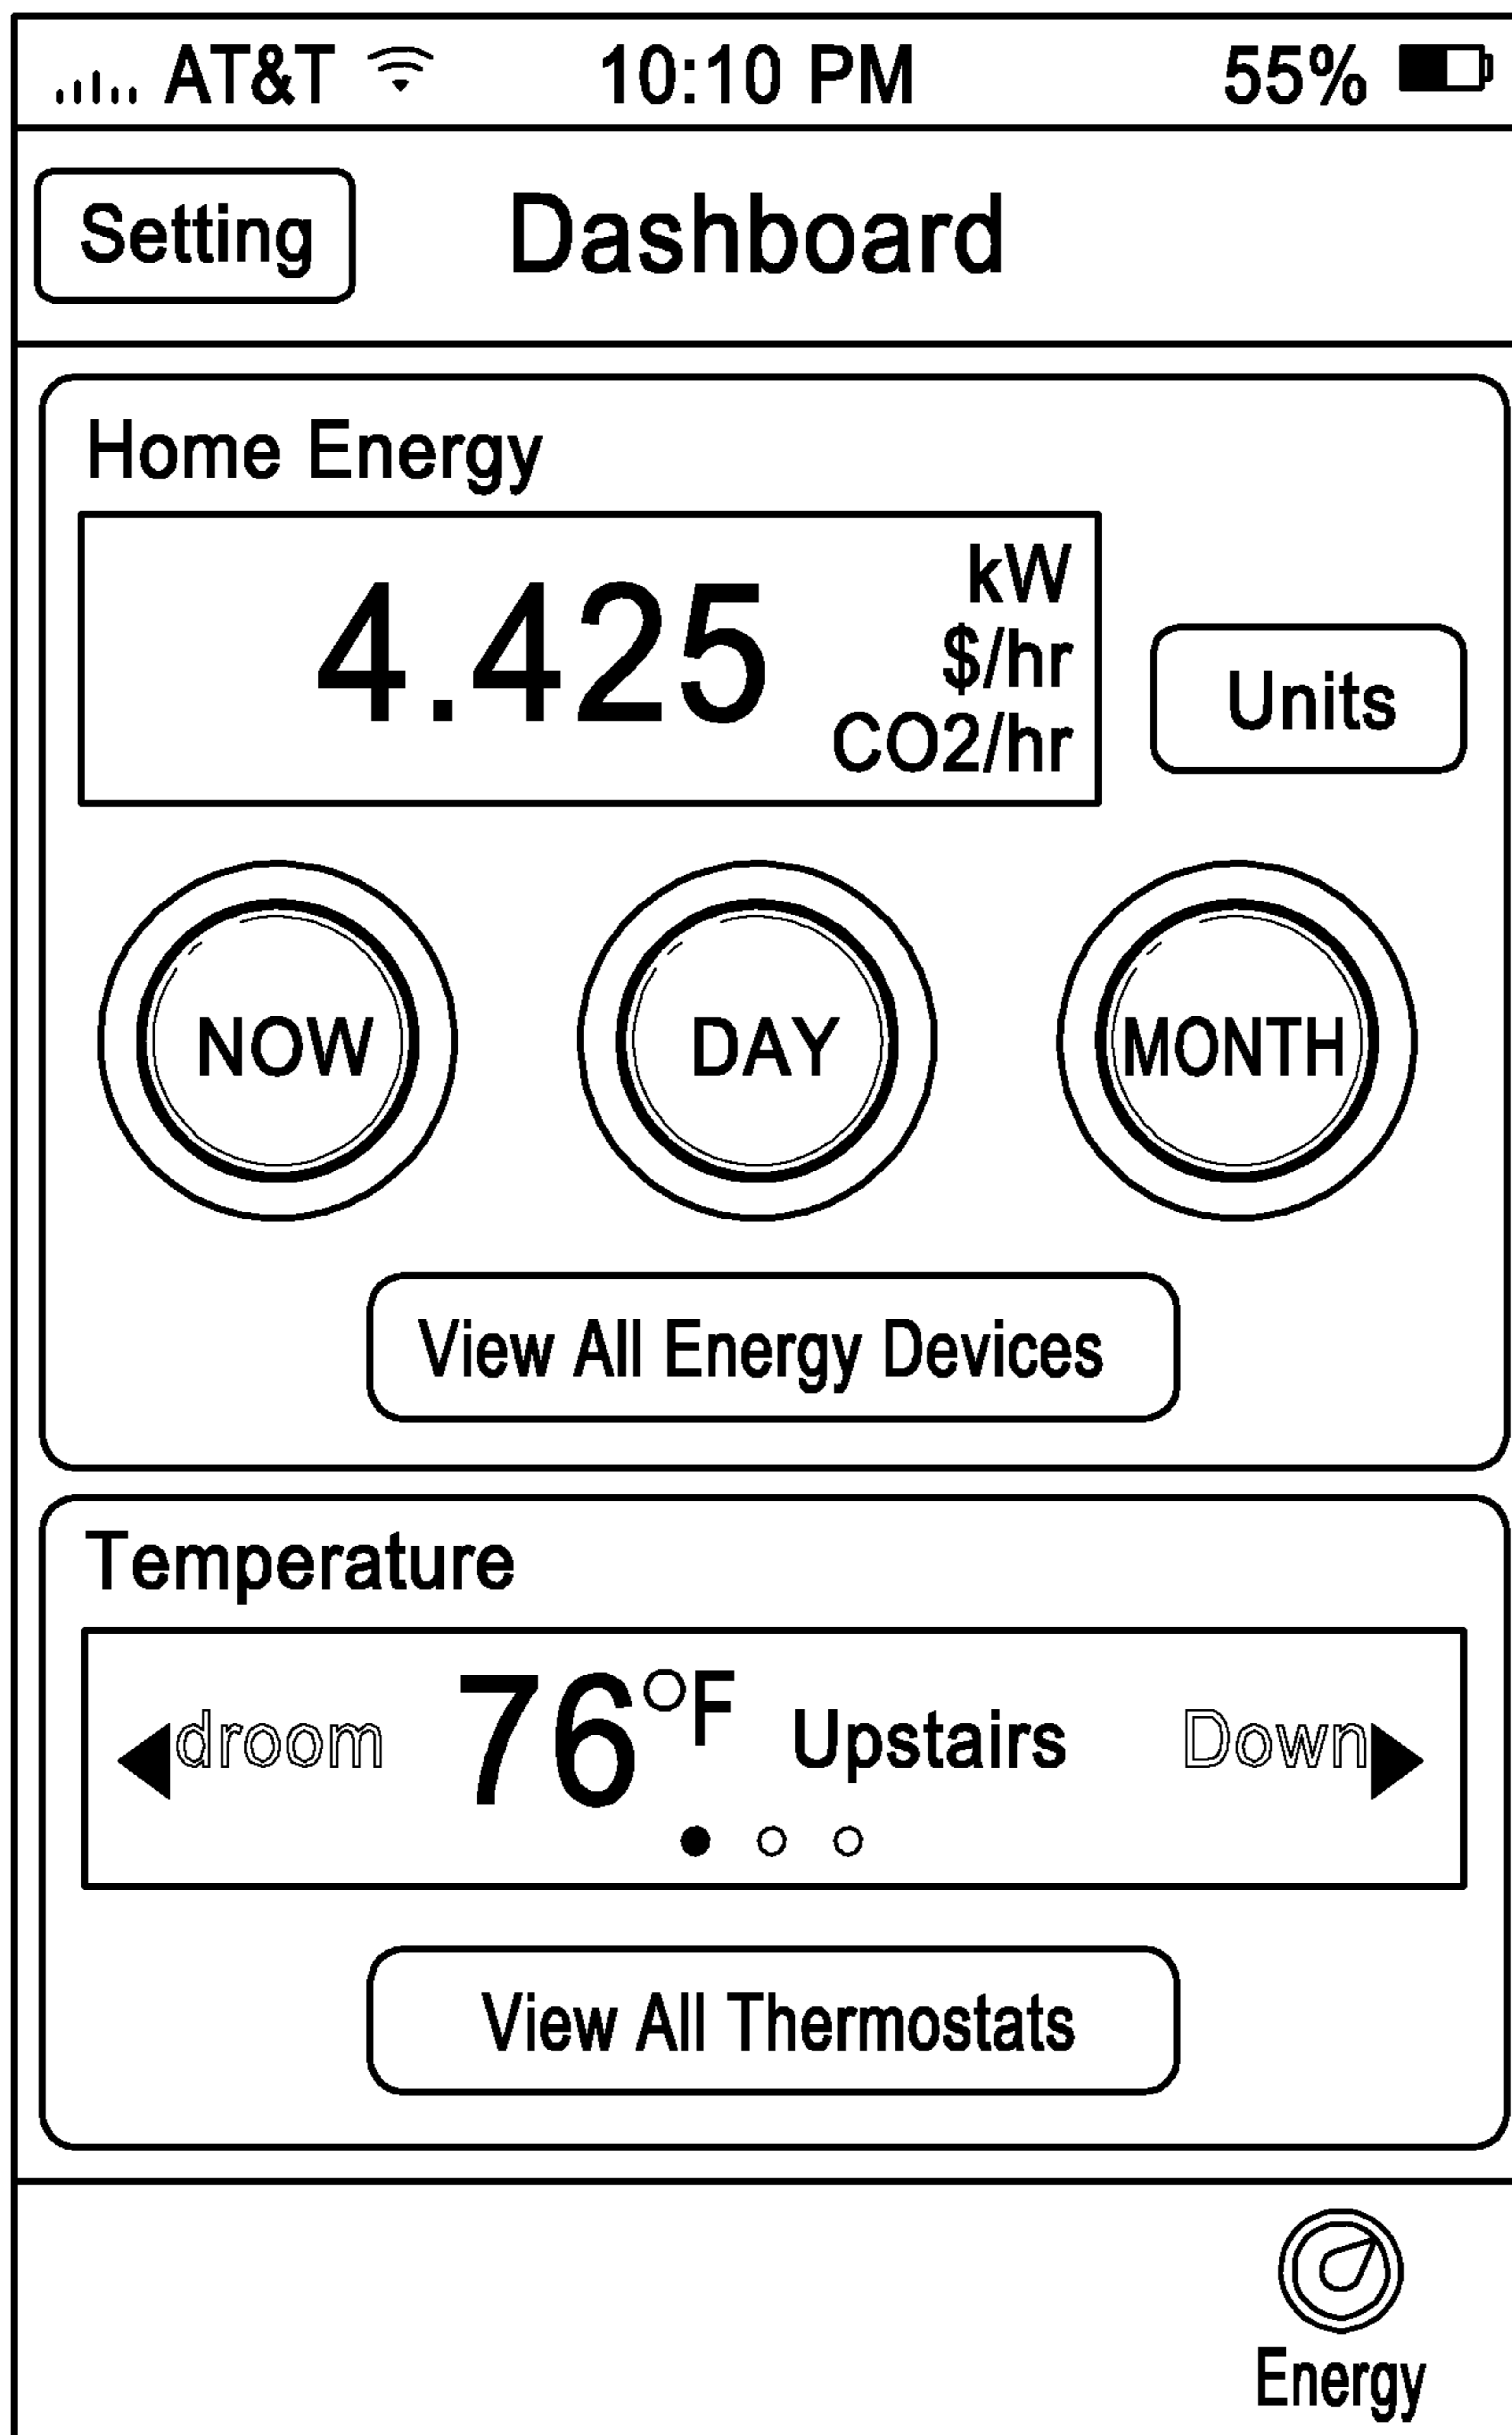 AT&T 10:10 PM 55%
Setting Dashboard
Home Energy
4.425 kW
$/hr
CO2/hr
Units
NOW DAY MONTH
View All Energy Devices
Temperature
droom 76°F Upstairs Down
View All Thermostats
Energy